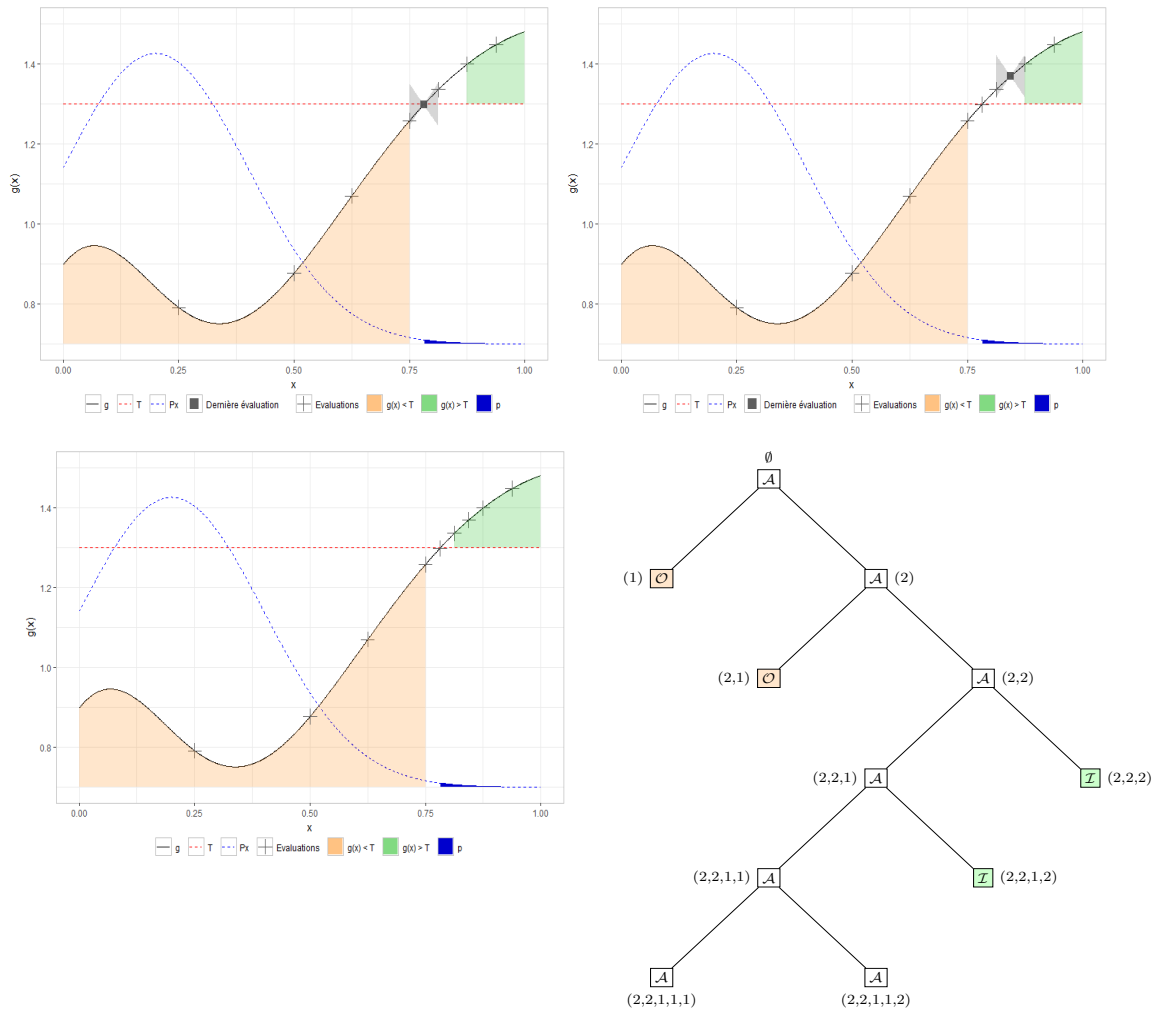 g(x)
1.4
1.2
1.0
0.8
0.00 0.25 0.50 0.75 1.00
x
g T Px Dernière évaluation Evaluations g(x) < T g(x) > T p
g(x)
1.4
1.2
1.0
0.8
0.00 0.25 0.50 0.75 1.00
x
g T Px Dernière évaluation Evaluations g(x) < T g(x) > T p
g(x)
1.4
1.2
1.0
0.8
0.00 0.25 0.50 0.75 1.00
x
g T Px Evaluations g(x) < T g(x) > T p
∅
𝒜
(1) 𝒪 𝒜 (2)
(2,1) 𝒪 𝒜 (2,2)
(2,2,1) 𝒜 ℐ (2,2,2)
(2,2,1,1) 𝒜 ℐ (2,2,1,2)
𝒜 𝒜
(2,2,1,1,1) (2,2,1,1,2)